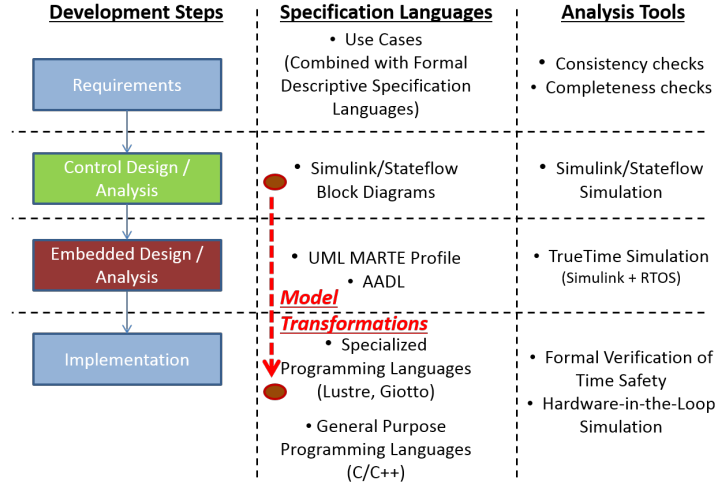 Development Steps
Specification Languages
Analysis Tools
Requirements
• Use Cases
(Combined with Formal
Descriptive Specification
Languages)
• Consistency checks
• Completeness checks
Control Design /
Analysis
• Simulink/Stateflow
Block Diagrams
• Simulink/Stateflow
Simulation
Embedded Design /
Analysis
• UML MARTE Profile
• AADL
• TrueTime Simulation
(Simulink + RTOS)
Model
Transformations
Implementation
• Specialized
Programming Languages
(Lustre, Giotto)
• General Purpose
Programming Languages
(C/C++)
• Formal Verification of
Time Safety
• Hardware-in-the-Loop
Simulation